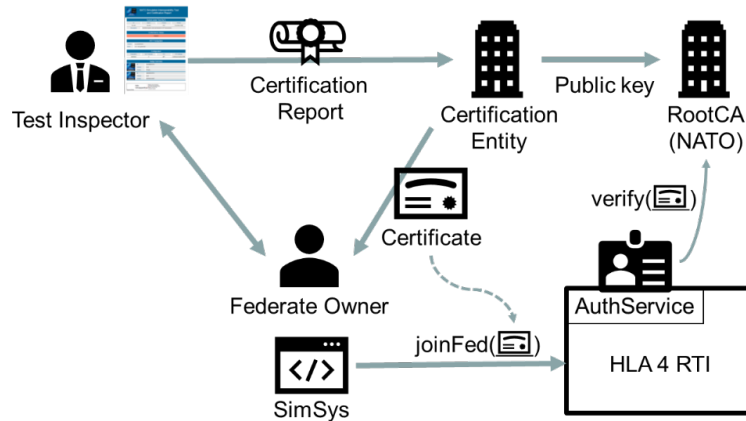 Test Inspector
Certification
Report
Certification
Entity
Public key
RootCA
(NATO)
verify( )
Certificate
Federate Owner
AuthService
joinFed( )
HLA 4 RTI
</>
SimSys